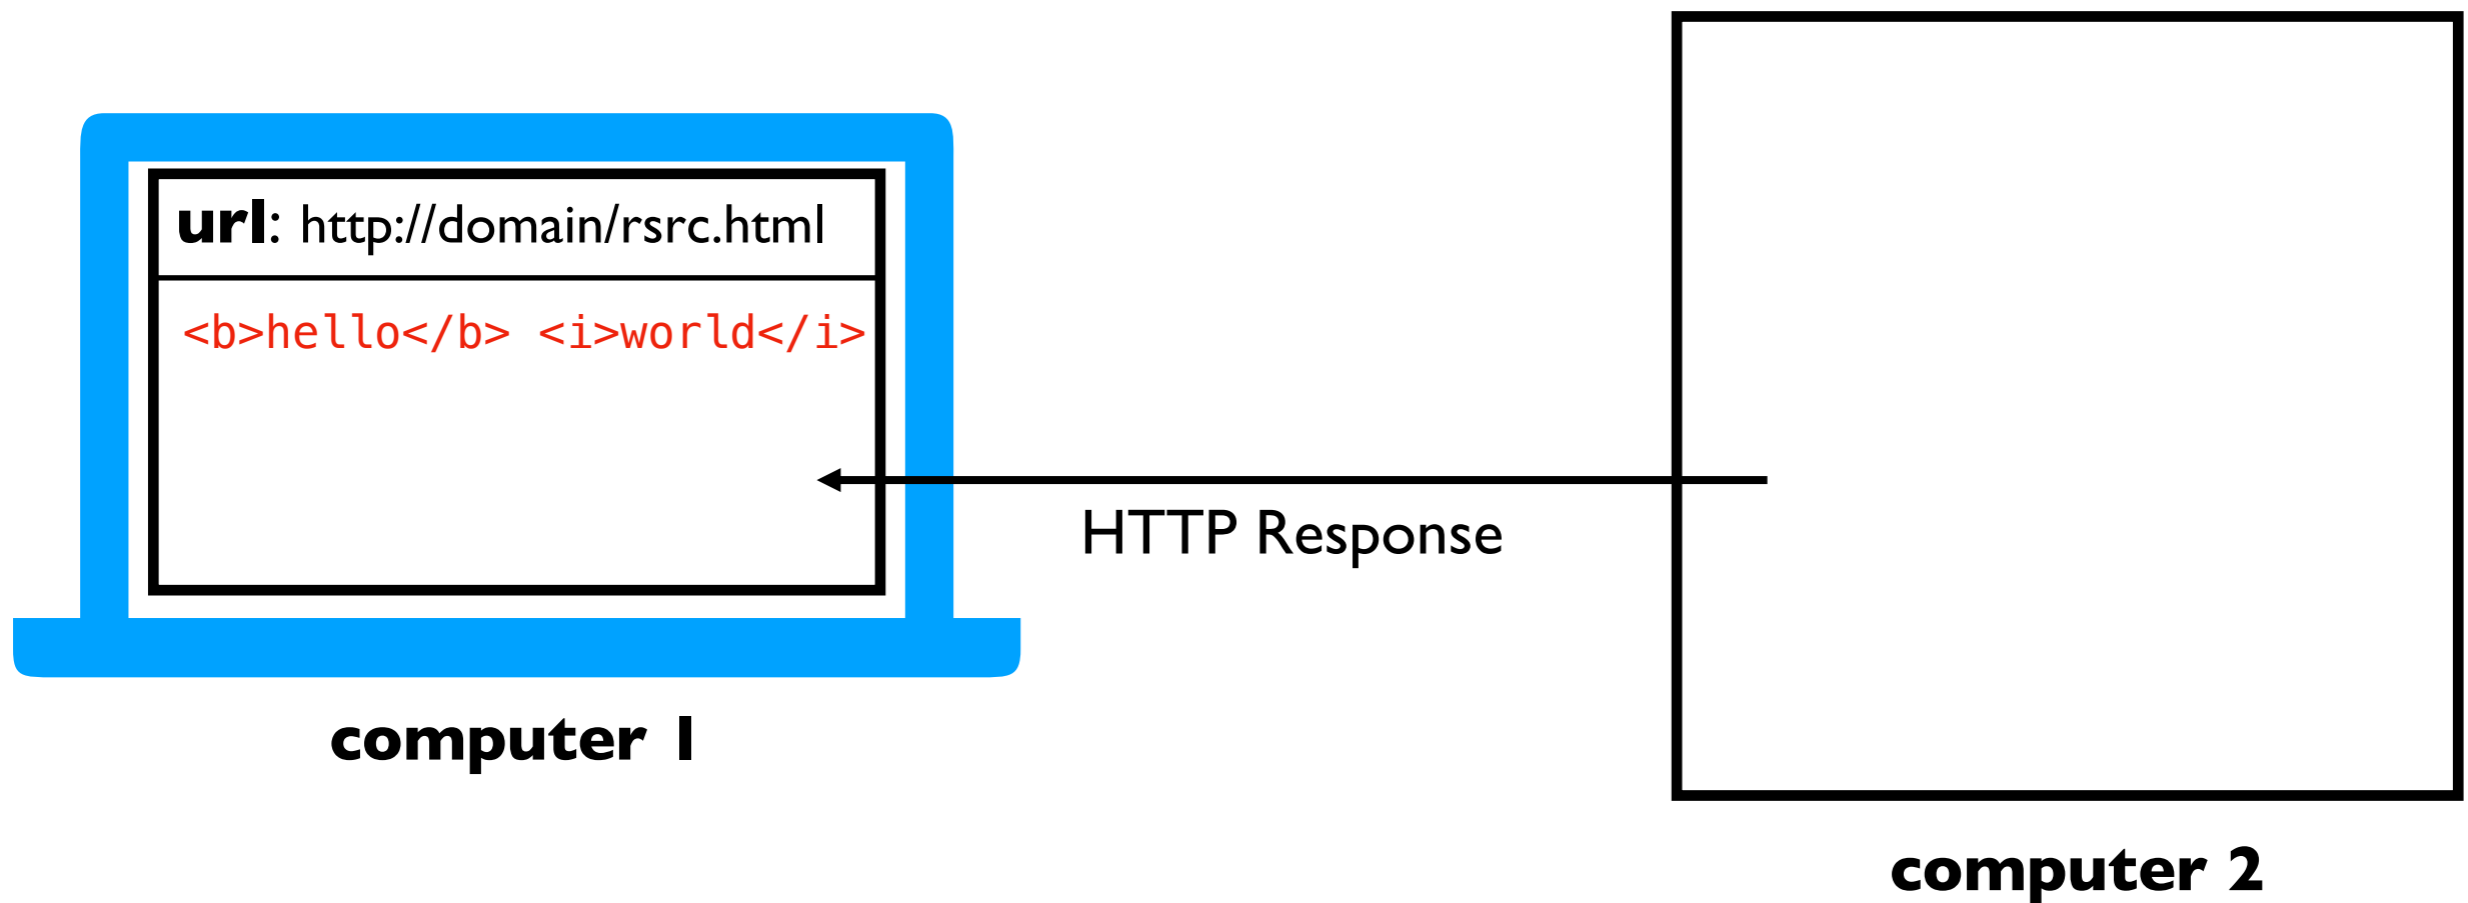 url: http://domain/rsrc.html
<b>hello</b> <i>world</i>
HTTP Response
computer 1
computer 2